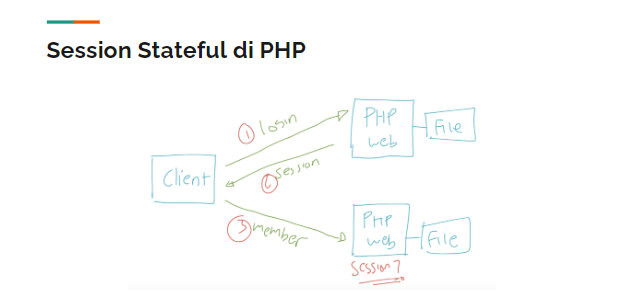 Session Stateful di PHP
① login
PHP
web
File
② session
Client
③ member
PHP
web
File
Session?